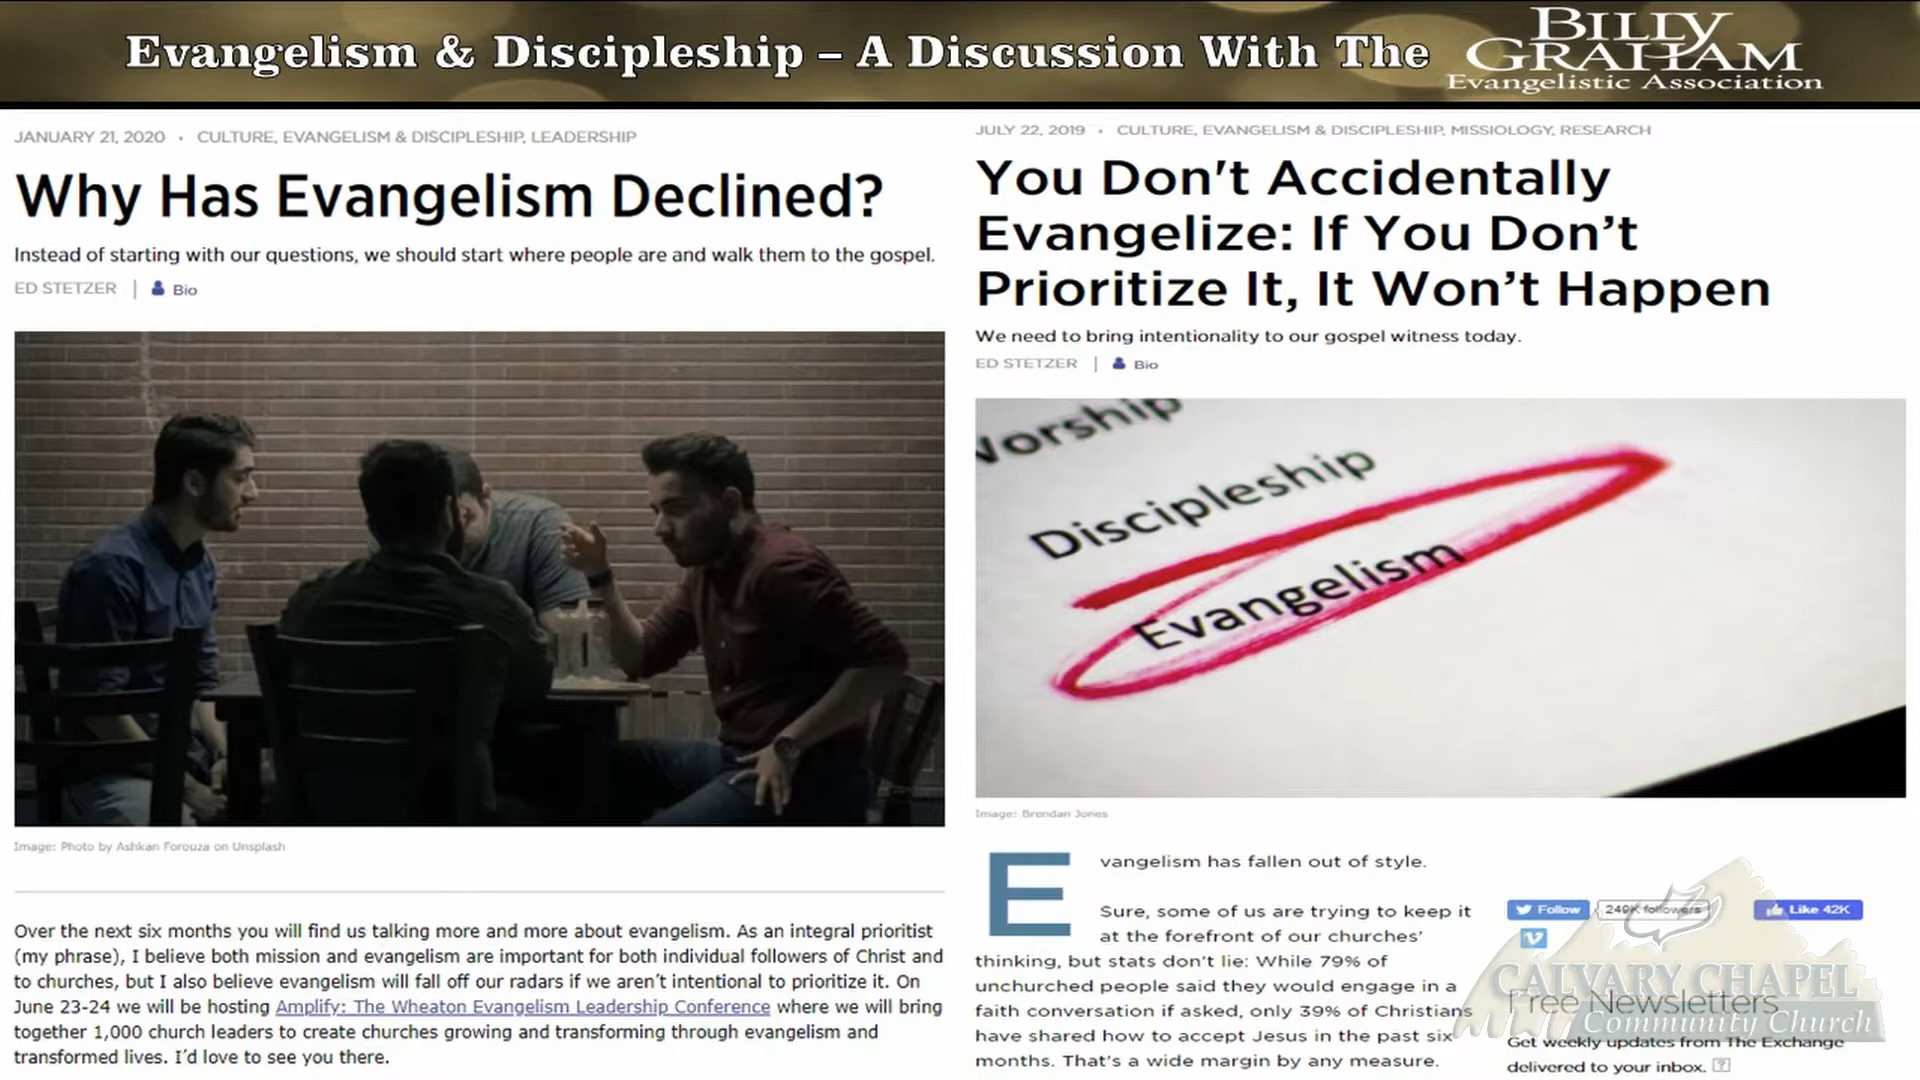 Evangelism & Discipleship – A Discussion With The
BILLY
GRAHAM
Evangelistic Association
JANUARY 21, 2020 • CULTURE, EVANGELISM & DISCIPLESHIP, LEADERSHIP
Why Has Evangelism Declined?
Instead of starting with our questions, we should start where people are and walk them to the gospel.
ED STETZER | Bio
Image: Photo by Ashkan Forouza on Unsplash
Over the next six months you will find us talking more and more about evangelism. As an integral prioritist
(my phrase), I believe both mission and evangelism are important for both individual followers of Christ and
to churches, but I also believe evangelism will fall off our radars if we aren’t intentional to prioritize it. On
June 23-24 we will be hosting Amplify: The Wheaton Evangelism Leadership Conference where we will bring
together 1,000 church leaders to create churches growing and transforming through evangelism and
transformed lives. I’d love to see you there.
JULY 22, 2019 • CULTURE, EVANGELISM & DISCIPLESHIP, MISSIOLOGY, RESEARCH
You Don't Accidentally
Evangelize: If You Don’t
Prioritize It, It Won’t Happen
We need to bring intentionality to our gospel witness today.
ED STETZER | Bio
Worship
Discipleship
Evangelism
Image: Brendan Jones
Evangelism has fallen out of style.
Sure, some of us are trying to keep it
at the forefront of our churches’
thinking, but stats don’t lie: While 79% of
unchurched people said they would engage in a
faith conversation if asked, only 39% of Christians
have shared how to accept Jesus in the past six
months. That’s a wide margin by any measure.
Follow 249K followers Like 42K
Free Newsletters
Get weekly updates from The Exchange
delivered to your inbox. ?
CALVARY CHAPEL
Community Church